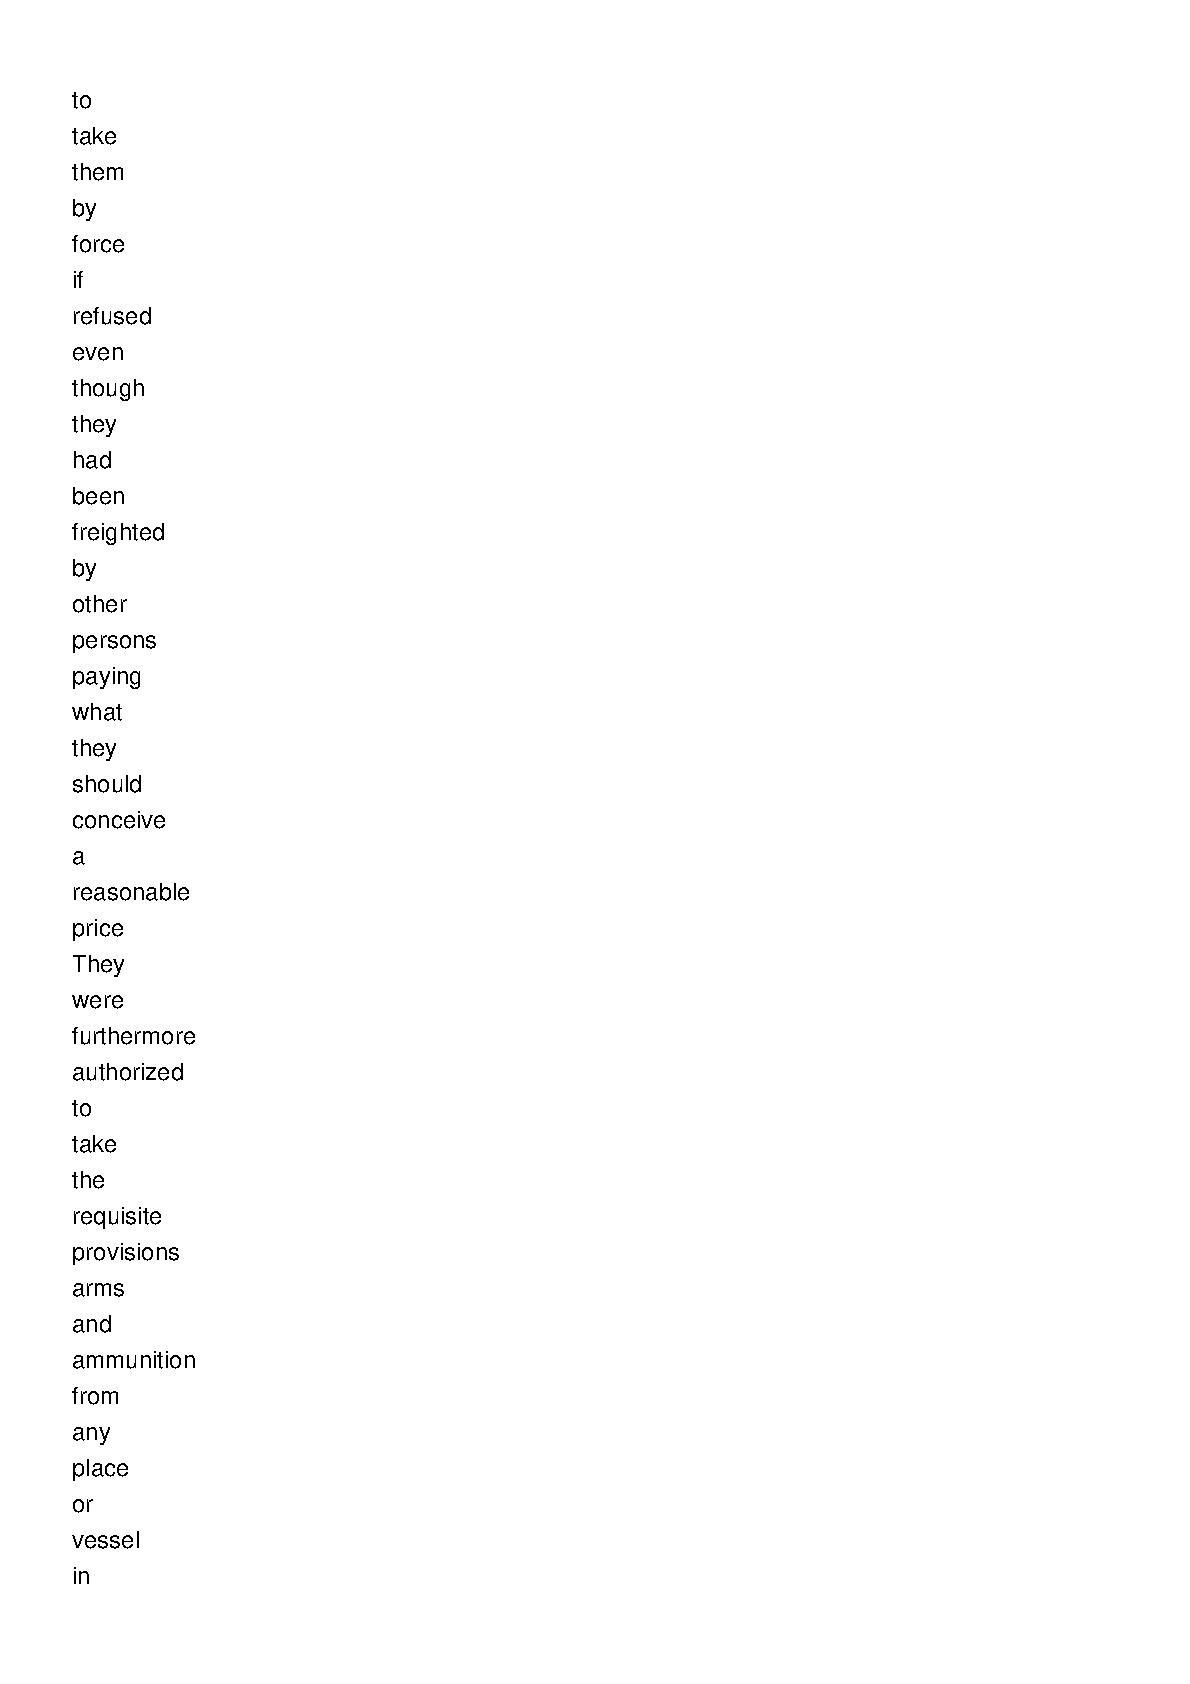 to
take
them
by
force
if
refused
even
though
they
had
been
freighted
by
other
persons
paying
what
they
should
conceive
a
reasonable
price
They
were
furthermore
authorized
to
take
the
requisite
provisions
arms
and
ammunition
from
any
place
or
vessel
in